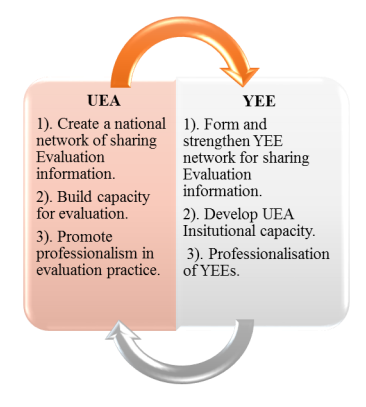 UEA
1). Create a national
network of sharing
Evaluation
information.
2). Build capacity
for evaluation.
3). Promote
professionalism in
evaluation practice.
YEE
1). Form and
strengthen YEE
network for sharing
Evaluation
information.
2). Develop UEA
Insitutional capacity.
3). Professionalisation
of YEEs.